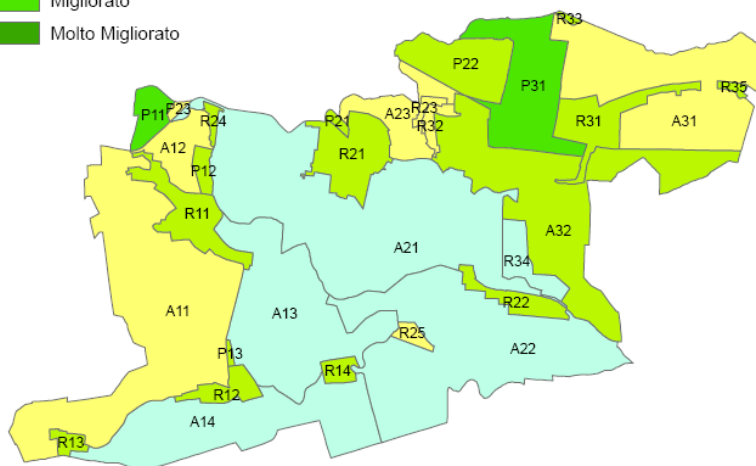 Migliorato
Molto Migliorato
R33
P22
P31
R35
P11
P23
R24
P21
A23
R23
R32
R31
A31
A12
R21
P12
R11
A21
A32
R34
A11
A13
R22
R25
A22
P13
R14
R12
A14
R13